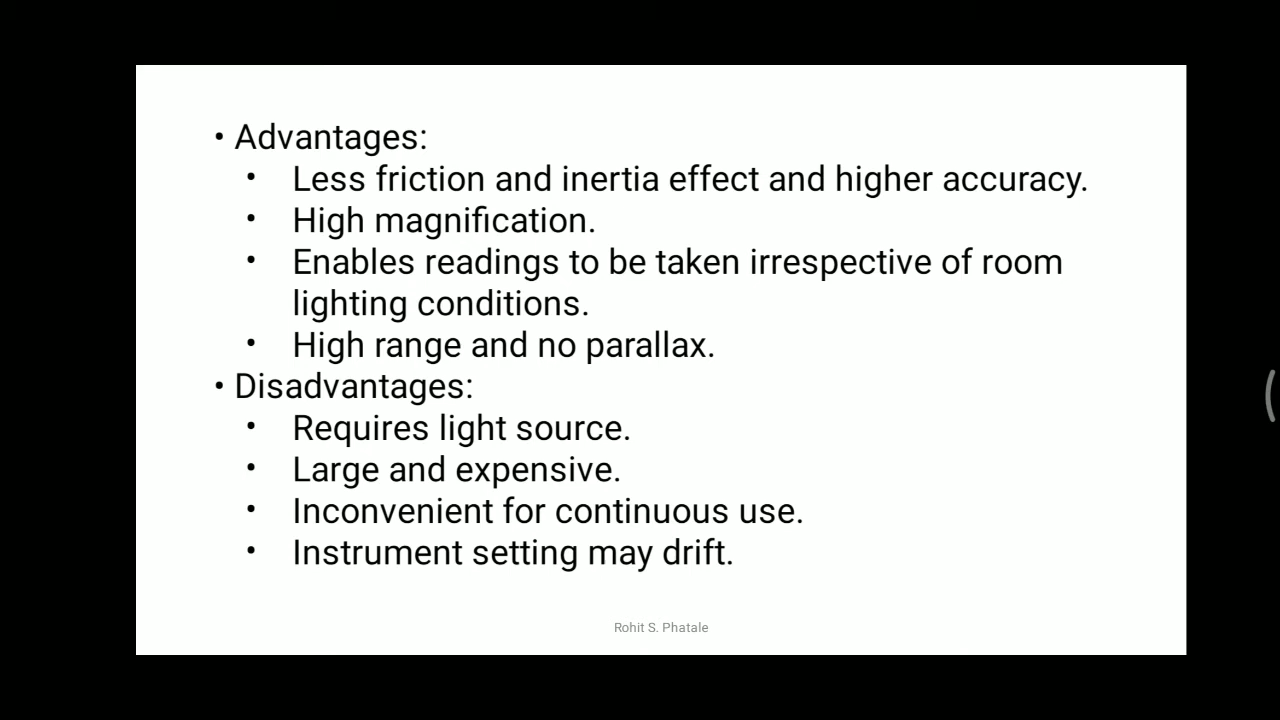 • Advantages:
• Less friction and inertia effect and higher accuracy.
• High magnification.
• Enables readings to be taken irrespective of room
lighting conditions.
• High range and no parallax.
• Disadvantages:
• Requires light source.
• Large and expensive.
• Inconvenient for continuous use.
• Instrument setting may drift.
Rohit S. Phatale